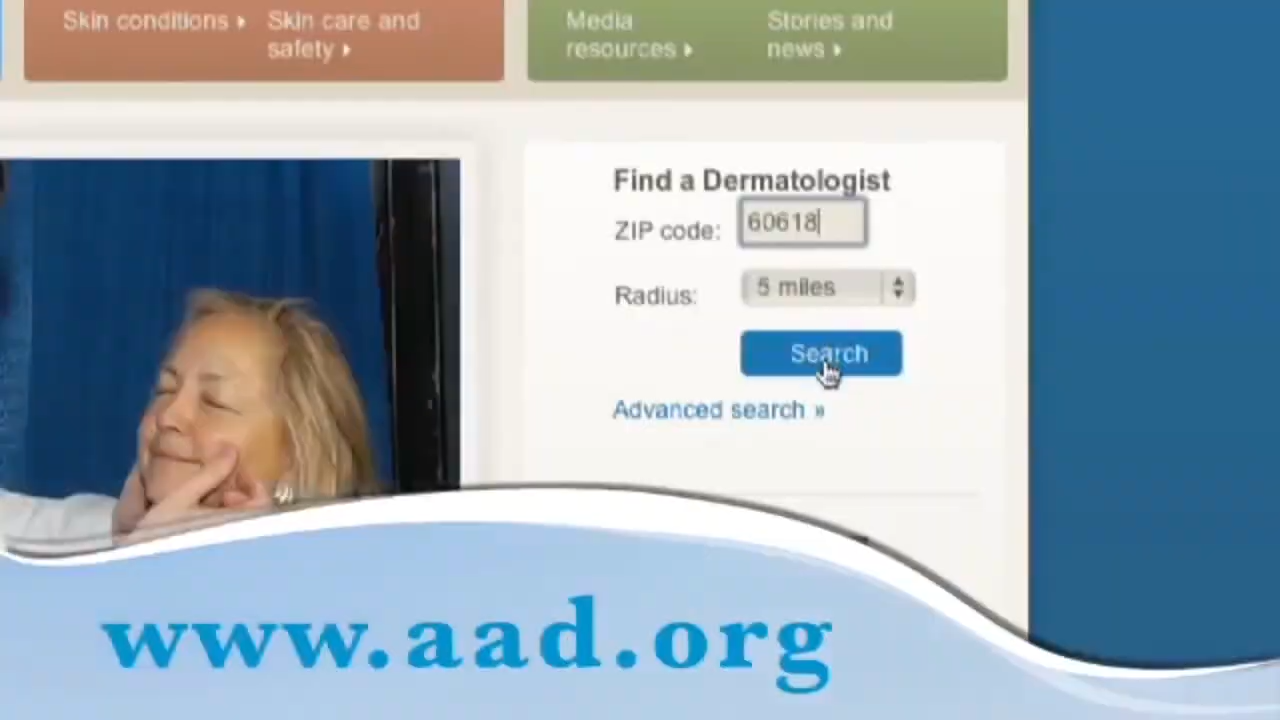 Skin conditions
Skin care and
safety
Media
resources
Stories and
news
Find a Dermatologist
ZIP code: 60618
Radius: 5 miles
Search
Advanced search »
www.aad.org